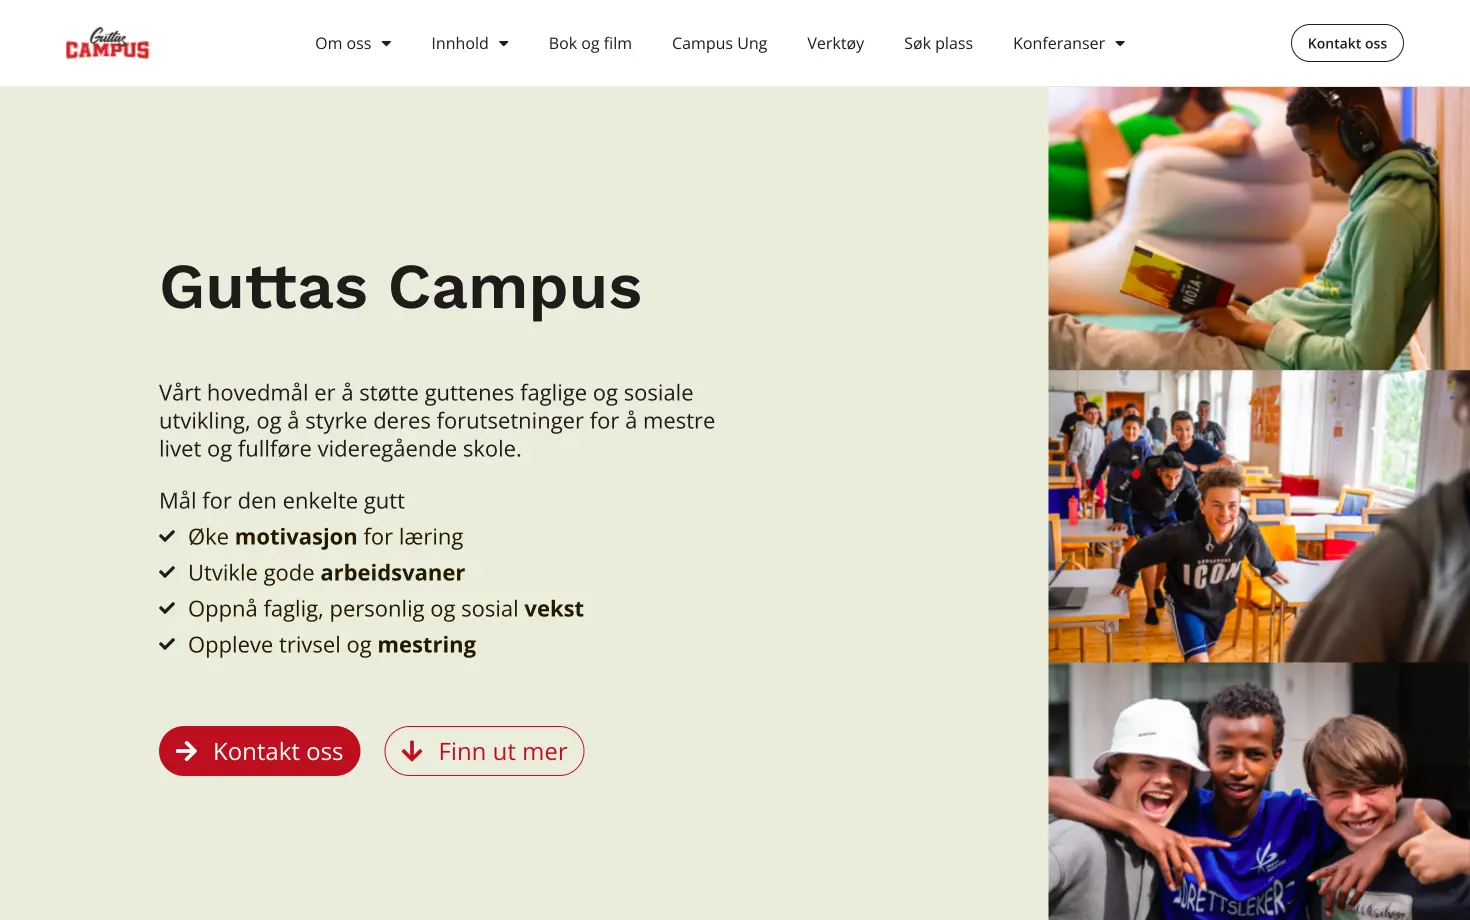 Guttas
CAMPUS
Om oss
Innhold
Bok og film
Campus Ung
Verktøy
Søk plass
Konferanser
Kontakt oss
Guttas Campus
Vårt hovedmål er å støtte guttenes faglige og sosiale
utvikling, og å styrke deres forutsetninger for å mestre
livet og fullføre videregående skole.
Mål for den enkelte gutt
Øke motivasjon for læring
Utvikle gode arbeidsvaner
Oppnå faglig, personlig og sosial vekst
Oppleve trivsel og mestring
Kontakt oss
Finn ut mer
NOIA
ICON
IDRETTSLEKER